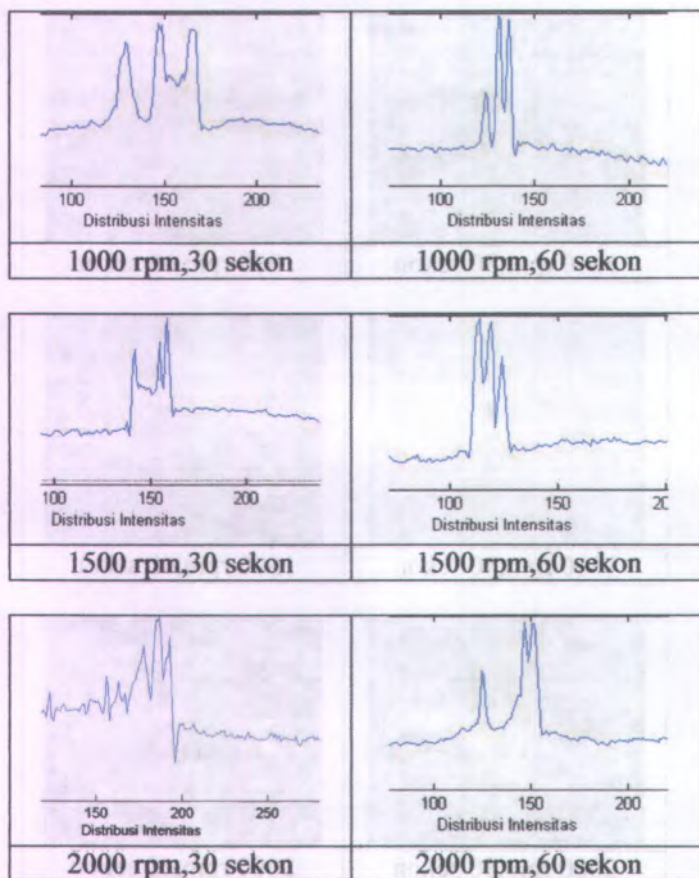 100 150 200
Distribusi Intensitas
1000 rpm,30 sekon
100 150 200
Distribusi Intensitas
1000 rpm,60 sekon
100 150 200
Distribusi Intensitas
1500 rpm,30 sekon
100 150 20
Distribusi Intensitas
1500 rpm,60 sekon
150 200 250
Distribusi Intensitas
2000 rpm,30 sekon
100 150 200
Distribusi Intensitas
2000 rpm,60 sekon